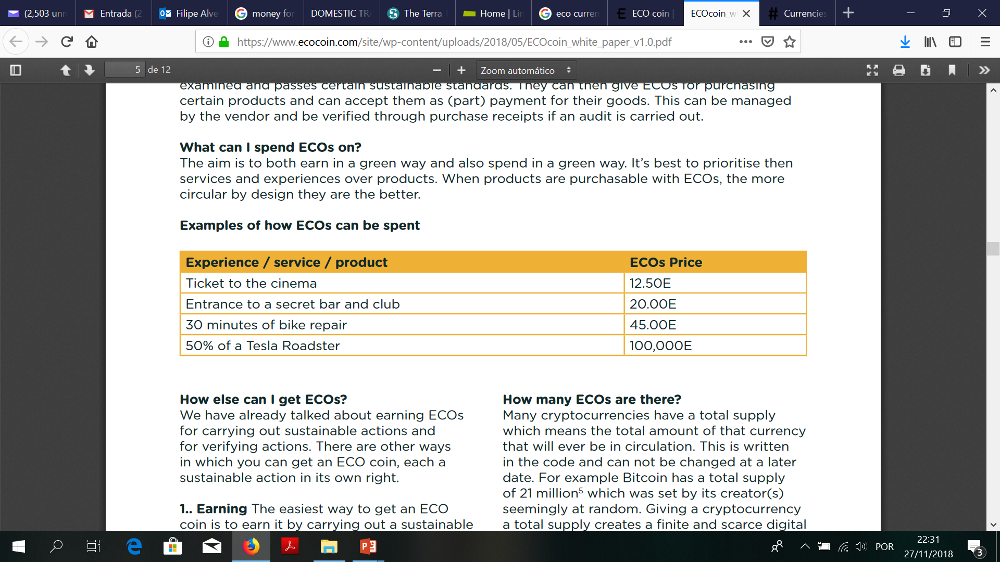 (2,503 unr
Entrada (2
Filipe Alve
money for
DOMESTIC TR
The Terra
Home | Lin
eco curren
ECO coin |
ECOcoin_w
Currencies
https://www.ecocoin.com/site/wp-content/uploads/2018/05/ECOcoin_white_paper_v1.0.pdf
5 de 12
Zoom automático
examined and passes certain sustainable standards. They can then give ECOs for purchasing
certain products and can accept them as (part) payment for their goods. This can be managed
by the vendor and be verified through purchase receipts if an audit is carried out.
What can I spend ECOs on?
The aim is to both earn in a green way and also spend in a green way. It’s best to prioritise then
services and experiences over products. When products are purchasable with ECOs, the more
circular by design they are the better.
Examples of how ECOs can be spent
Experience / service / product ECOs Price
Ticket to the cinema 12.50E
Entrance to a secret bar and club 20.00E
30 minutes of bike repair 45.00E
50% of a Tesla Roadster 100,000E
How else can I get ECOs?
We have already talked about earning ECOs
for carrying out sustainable actions and
for verifying actions. There are other ways
in which you can get an ECO coin, each a
sustainable action in its own right.
1.. Earning The easiest way to get an ECO
coin is to earn it by carrying out a sustainable
How many ECOs are there?
Many cryptocurrencies have a total supply
which means the total amount of that currency
that will ever be in circulation. This is written
in the code and can not be changed at a later
date. For example Bitcoin has a total supply
of 21 million⁵ which was set by its creator(s)
seemingly at random. Giving a cryptocurrency
a total supply creates a finite and scarce digital
POR
22:31
27/11/2018
3